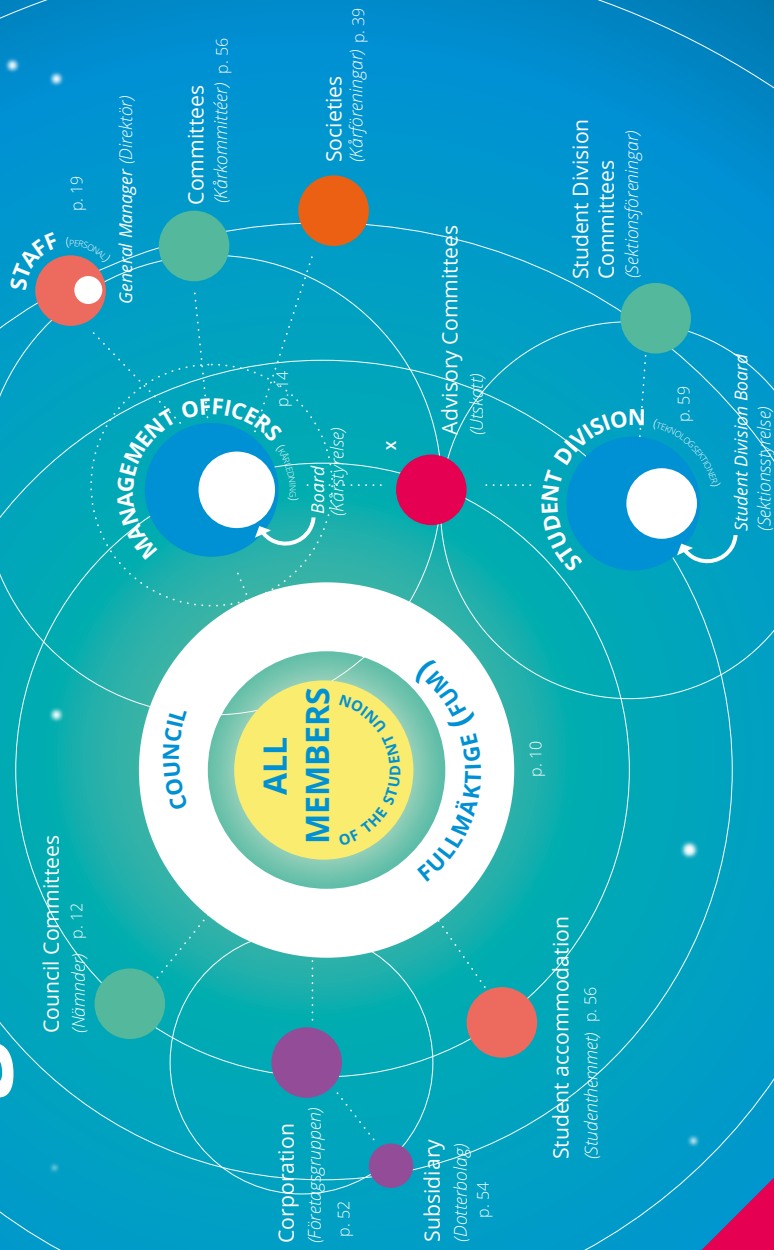 STAFF (PERSONAL)
p. 19
General Manager (Direktör)
Committees
(Kårkommittéer) p. 56
Societies
(Kårföreningar) p. 39
MANAGEMENT OFFICERS
(KÅRLEDNING)
p. 14
Board
(Kårstyrelse)
x
Advisory Committees
(Utskott)
Student Division
Committees
(Sektionsföreningar)
STUDENT DIVISION
(TEKNOLOGSEKTIONER)
p. 59
Student Division Board
(Sektionsstyrelse)
COUNCIL
ALL
MEMBERS
OF THE STUDENT UNION
FULLMÄKTIGE (FUM)
p. 10
Council Committees
(Nämnder) p. 12
Corporation
(Företagsgruppen)
p. 52
Subsidiary
(Dotterbolag)
p. 54
Student accommodation
(Studenthemmet) p. 56